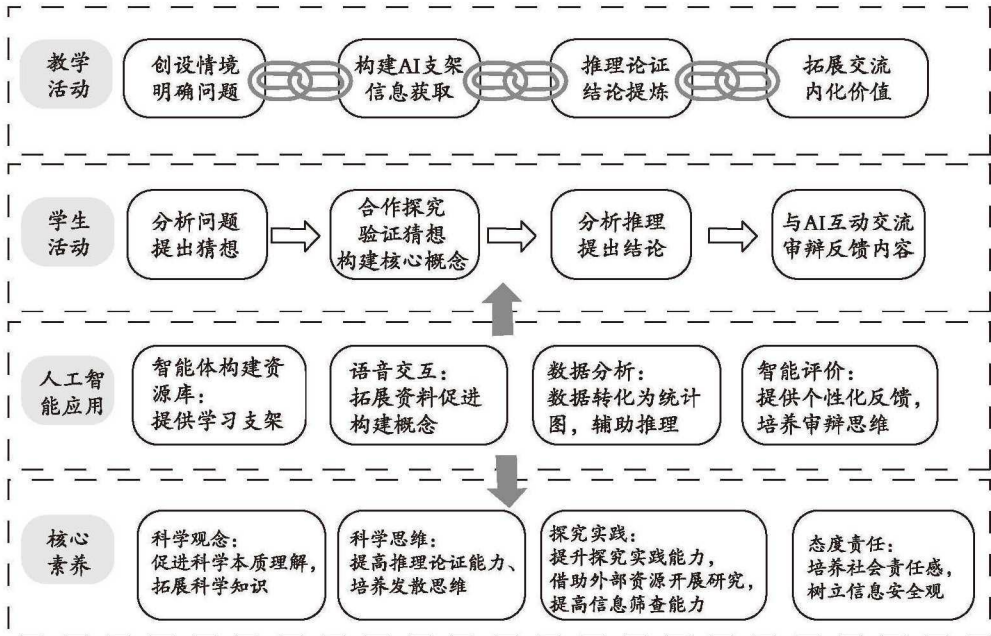 教学
活动
创设情境
明确问题
构建AI支架
信息获取
推理论证
结论提炼
拓展交流
内化价值
学生
活动
分析问题
提出猜想
合作探究
验证猜想
构建核心概念
分析推理
提出结论
与AI互动交流
审辩反馈内容
人工智
能应用
智能体构建资
源库：
提供学习支架
语音交互：
拓展资料促进
构建概念
数据分析：
数据转化为统计
图，辅助推理
智能评价：
提供个性化反馈，
培养审辩思维
核心
素养
科学观念：
促进科学本质理解，
拓展科学知识
科学思维：
提高推理论证能力、
培养发散思维
探究实践：
提升探究实践能力，
借助外部资源开展研究，
提高信息筛查能力
态度责任：
培养社会责任感，
树立信息安全观